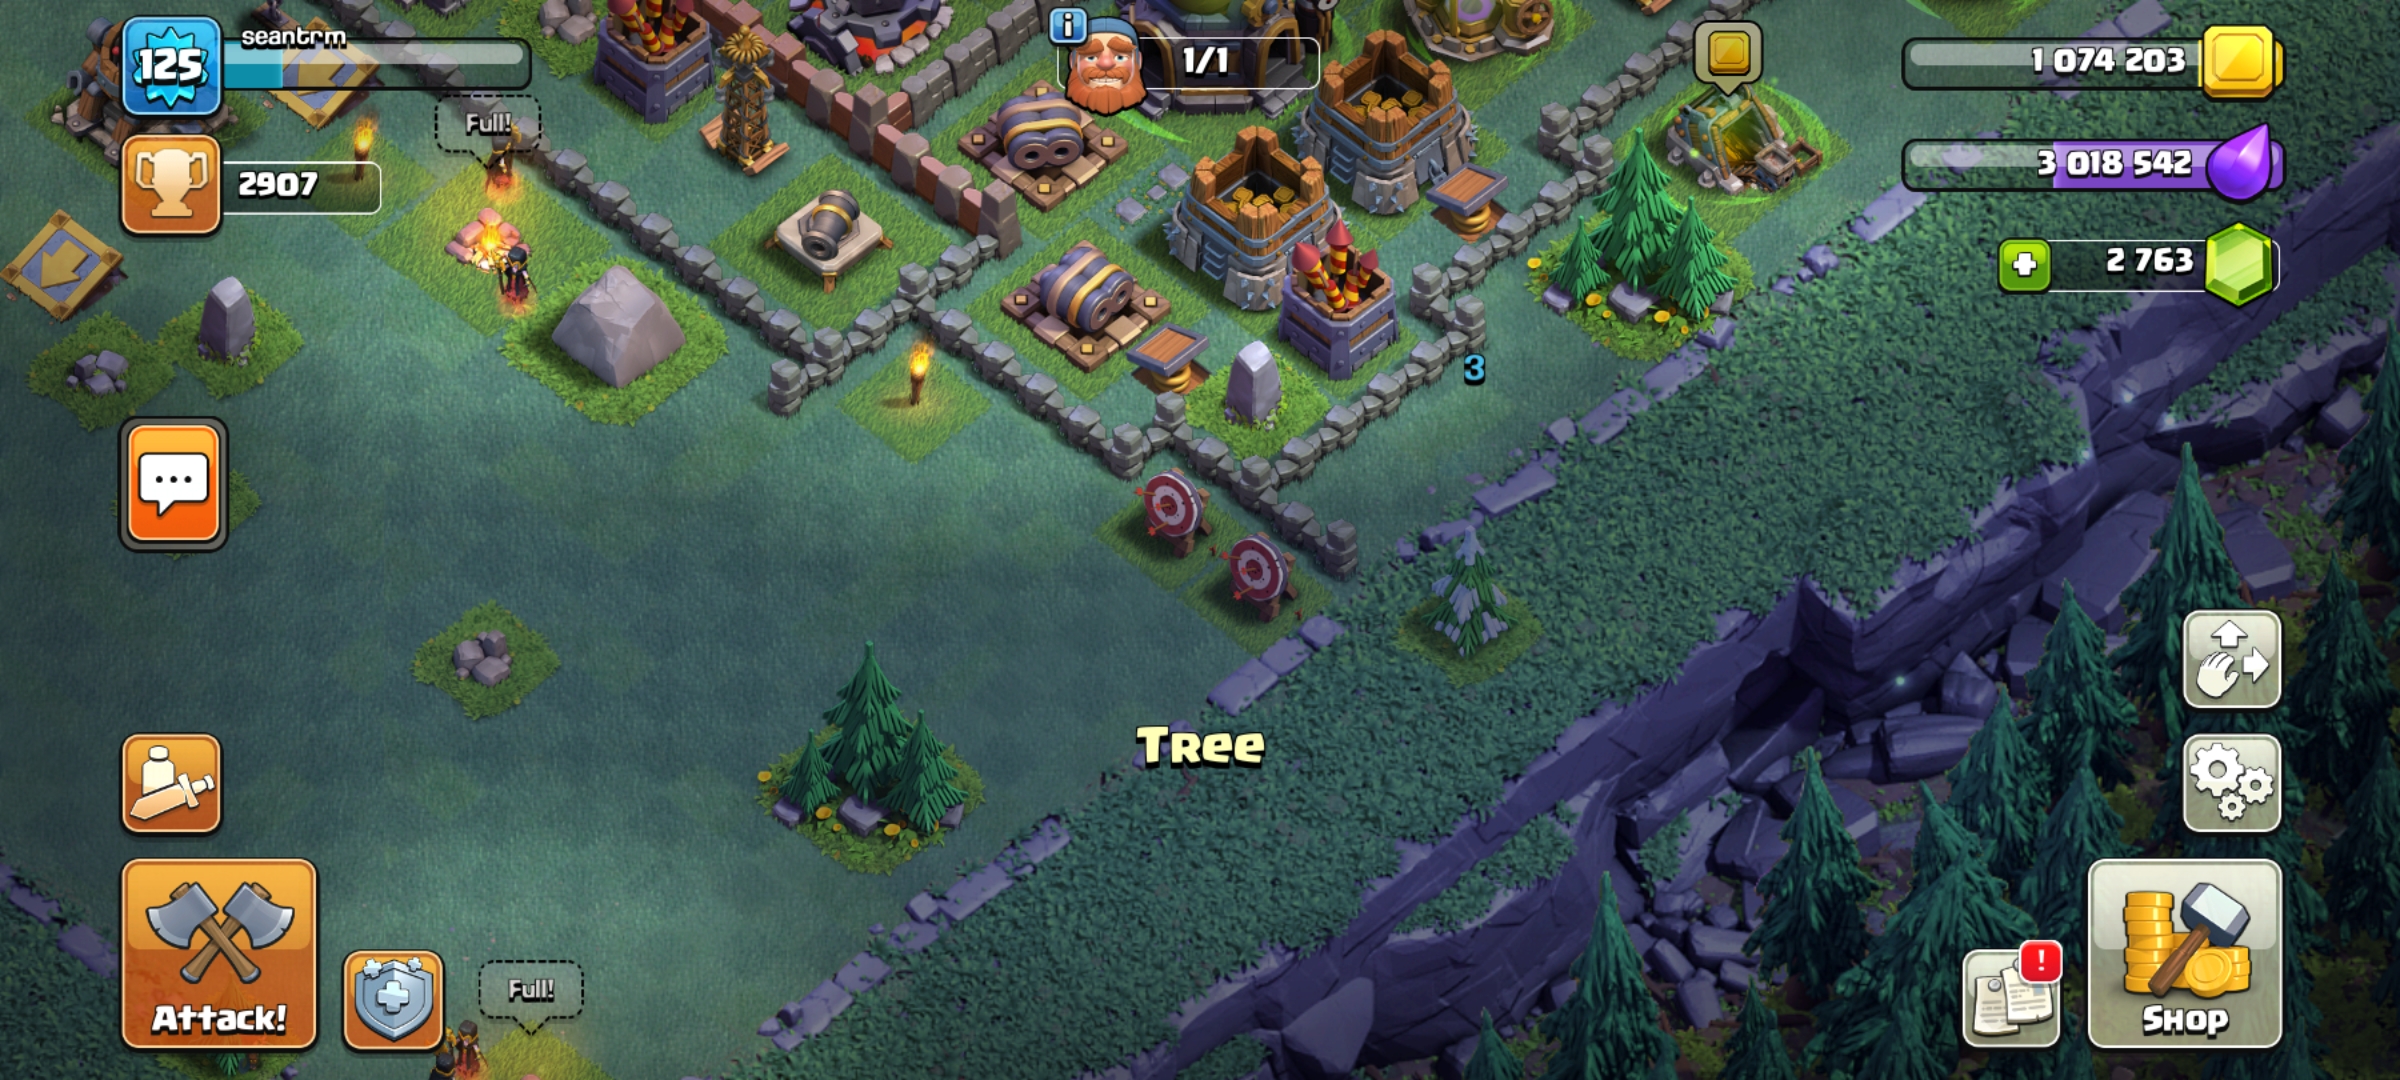 125
seantrm
i
1/1
1 074 203
Full!
2907
3 018 542
2 763
3
Tree
Full!
!
Attack!
Shop